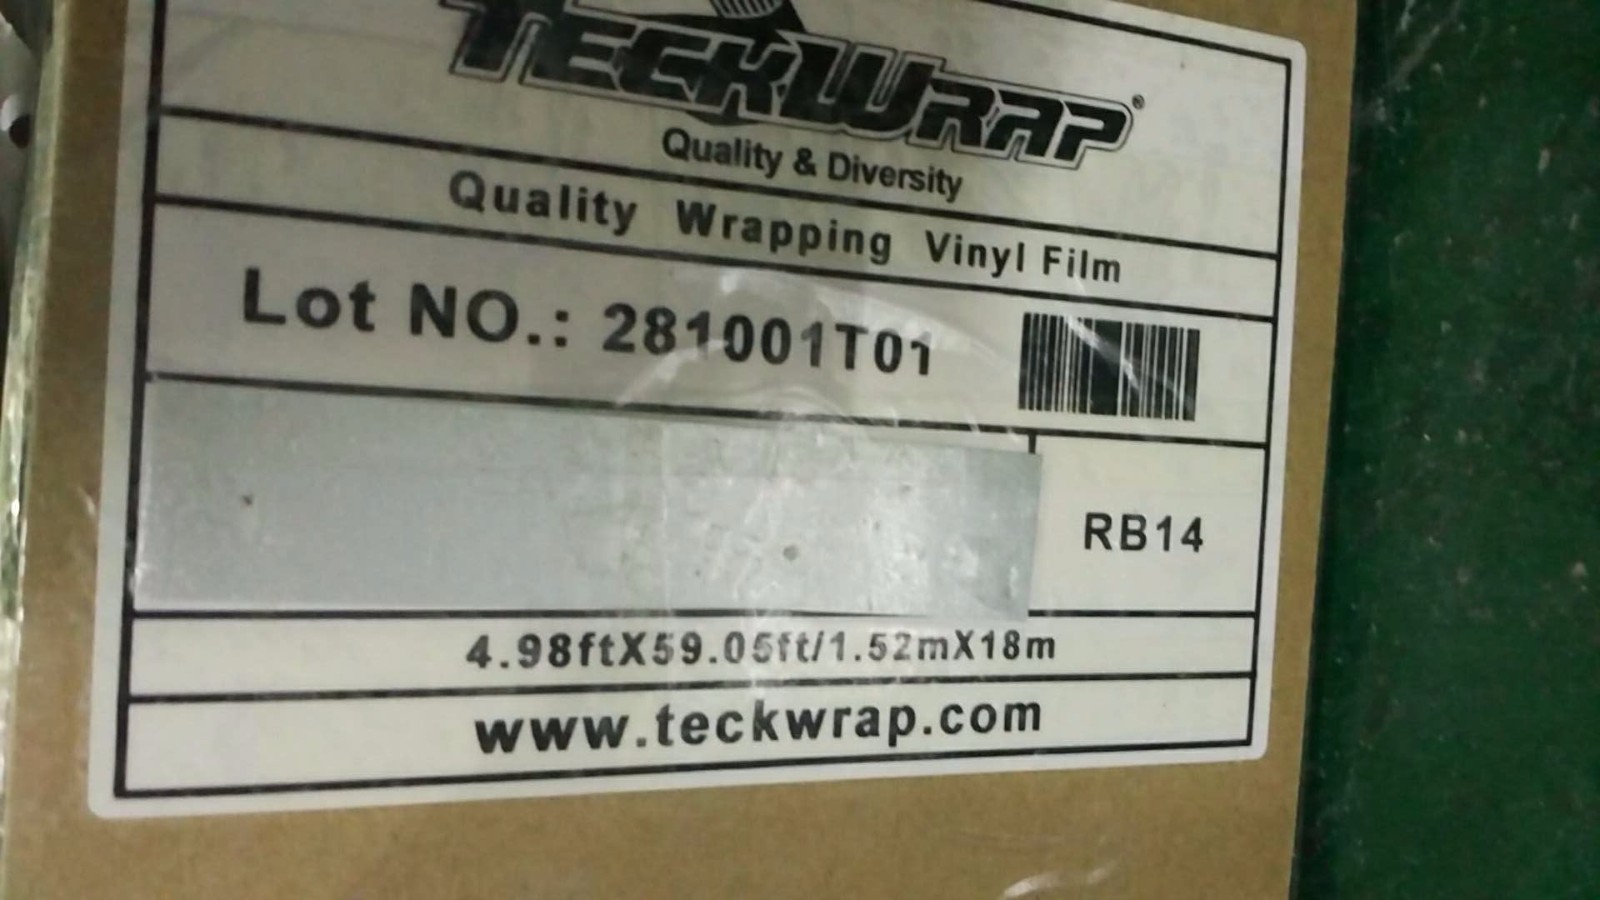 TECKWRAP®
Quality & Diversity
Quality Wrapping Vinyl Film
Lot NO.: 281001T01
RB14
4.98ftX59.05ft/1.52mX18m
www.teckwrap.com